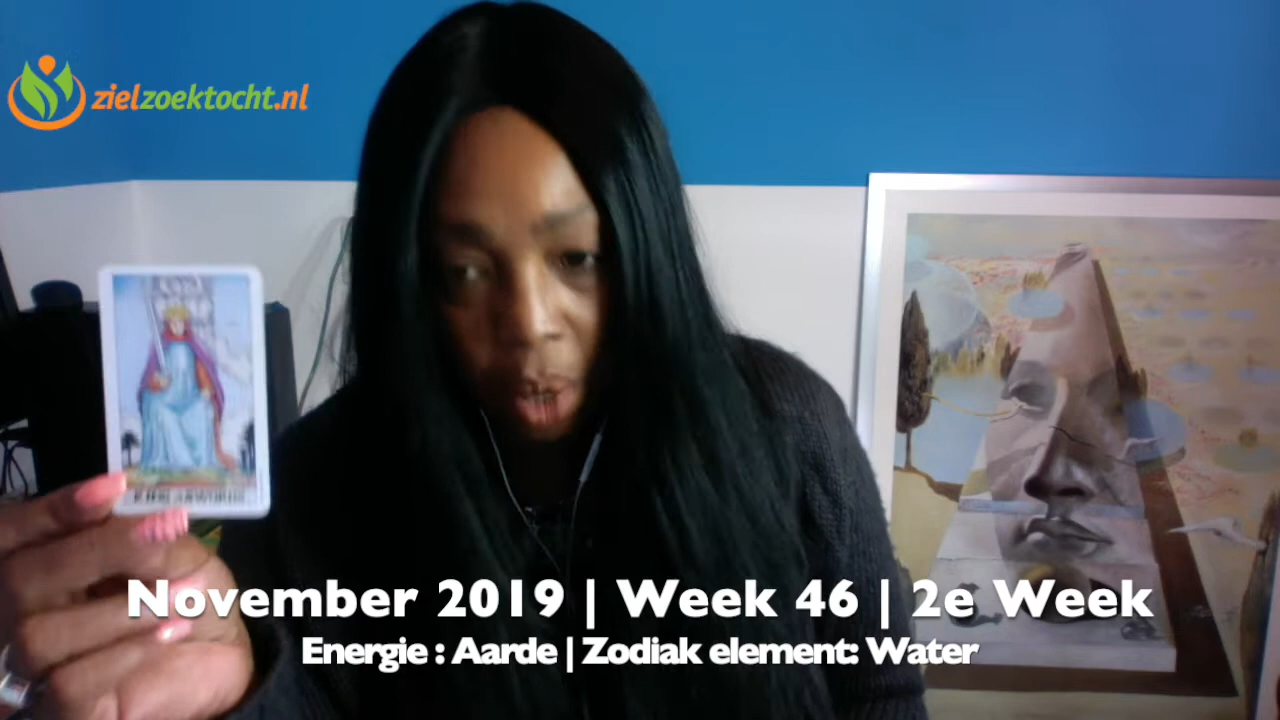 zielzoektocht.nl
November 2019 | Week 46 | 2e Week
Energie : Aarde | Zodiak element: Water